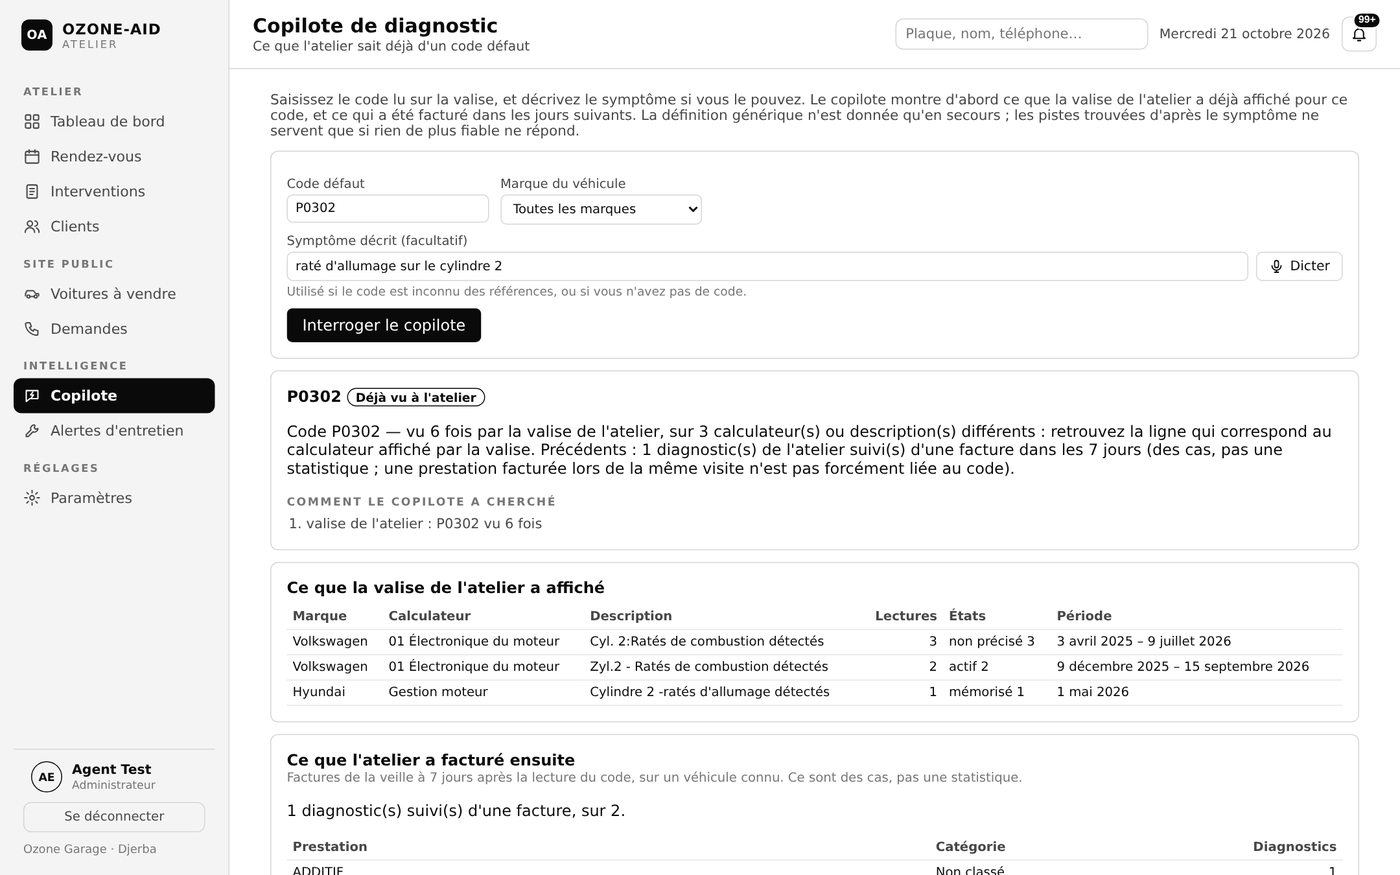 OA
OZONE-AID
ATELIER
ATELIER
Tableau de bord
Rendez-vous
Interventions
Clients
SITE PUBLIC
Voitures à vendre
Demandes
INTELLIGENCE
Copilote
Alertes d'entretien
RÉGLAGES
Paramètres
AE
Agent Test
Administrateur
Se déconnecter
Ozone Garage · Djerba
Copilote de diagnostic
Ce que l'atelier sait déjà d'un code défaut
Plaque, nom, téléphone…
Mercredi 21 octobre 2026
99+
Saisissez le code lu sur la valise, et décrivez le symptôme si vous le pouvez. Le copilote montre d'abord ce que la valise de l'atelier a déjà affiché pour ce
code, et ce qui a été facturé dans les jours suivants. La définition générique n'est donnée qu'en secours ; les pistes trouvées d'après le symptôme ne
servent que si rien de plus fiable ne répond.
Code défaut
Marque du véhicule
P0302
Toutes les marques
Symptôme décrit (facultatif)
raté d'allumage sur le cylindre 2
Dicter
Utilisé si le code est inconnu des références, ou si vous n'avez pas de code.
Interroger le copilote
P0302 Déjà vu à l'atelier
Code P0302 — vu 6 fois par la valise de l'atelier, sur 3 calculateur(s) ou description(s) différents : retrouvez la ligne qui correspond au
calculateur affiché par la valise. Précédents : 1 diagnostic(s) de l'atelier suivi(s) d'une facture dans les 7 jours (des cas, pas une
statistique ; une prestation facturée lors de la même visite n'est pas forcément liée au code).
COMMENT LE COPILOTE A CHERCHÉ
1. valise de l'atelier : P0302 vu 6 fois
Ce que la valise de l'atelier a affiché
Marque Calculateur Description Lectures États Période
Volkswagen 01 Électronique du moteur Cyl. 2:Ratés de combustion détectés 3 non précisé 3 3 avril 2025 – 9 juillet 2026
Volkswagen 01 Électronique du moteur Zyl.2 - Ratés de combustion détectés 2 actif 2 9 décembre 2025 – 15 septembre 2026
Hyundai Gestion moteur Cylindre 2 -ratés d'allumage détectés 1 mémorisé 1 1 mai 2026
Ce que l'atelier a facturé ensuite
Factures de la veille à 7 jours après la lecture du code, sur un véhicule connu. Ce sont des cas, pas une statistique.
1 diagnostic(s) suivi(s) d'une facture, sur 2.
Prestation Catégorie Diagnostics
ADDITIF Non classé 1